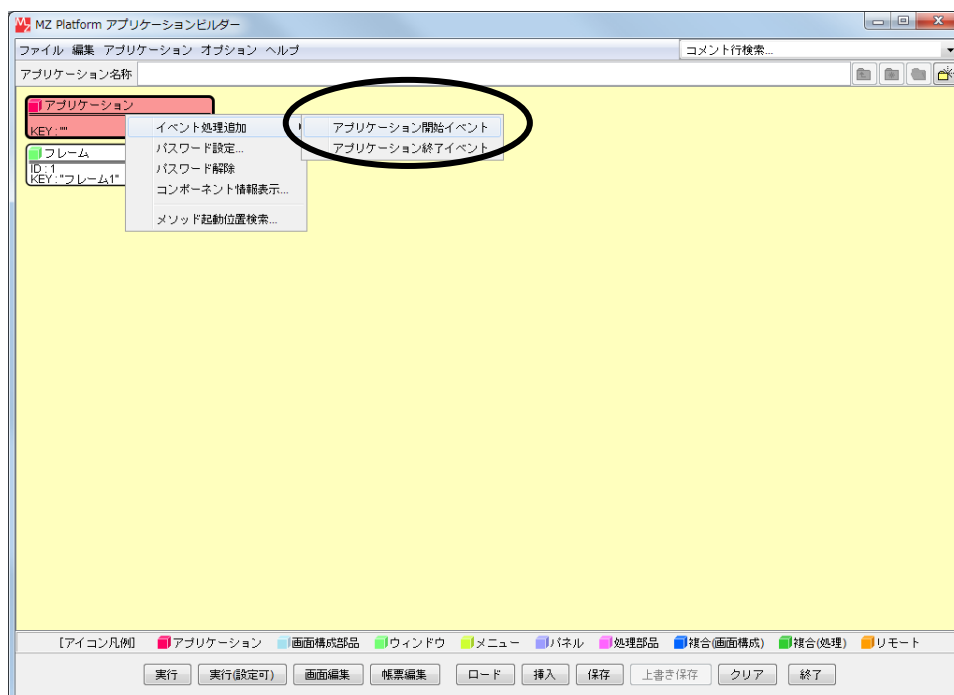 MZ Platform アプリケーションビルダー
ファイル 編集 アプリケーション オプション ヘルプ コメント行検索...
アプリケーション名称
アプリケーション
KEY:""
フレーム
ID:1
KEY:"フレーム1"
イベント処理追加
パスワード設定...
パスワード解除
コンポーネント情報表示...
メソッド起動位置検索...
アプリケーション開始イベント
アプリケーション終了イベント
[アイコン凡例] アプリケーション 画面構成部品 ウィンドウ メニュー パネル 処理部品 複合(画面構成) 複合(処理) リモート
実行 実行(設定可) 画面編集 帳票編集 ロード 挿入 保存 上書き保存 クリア 終了